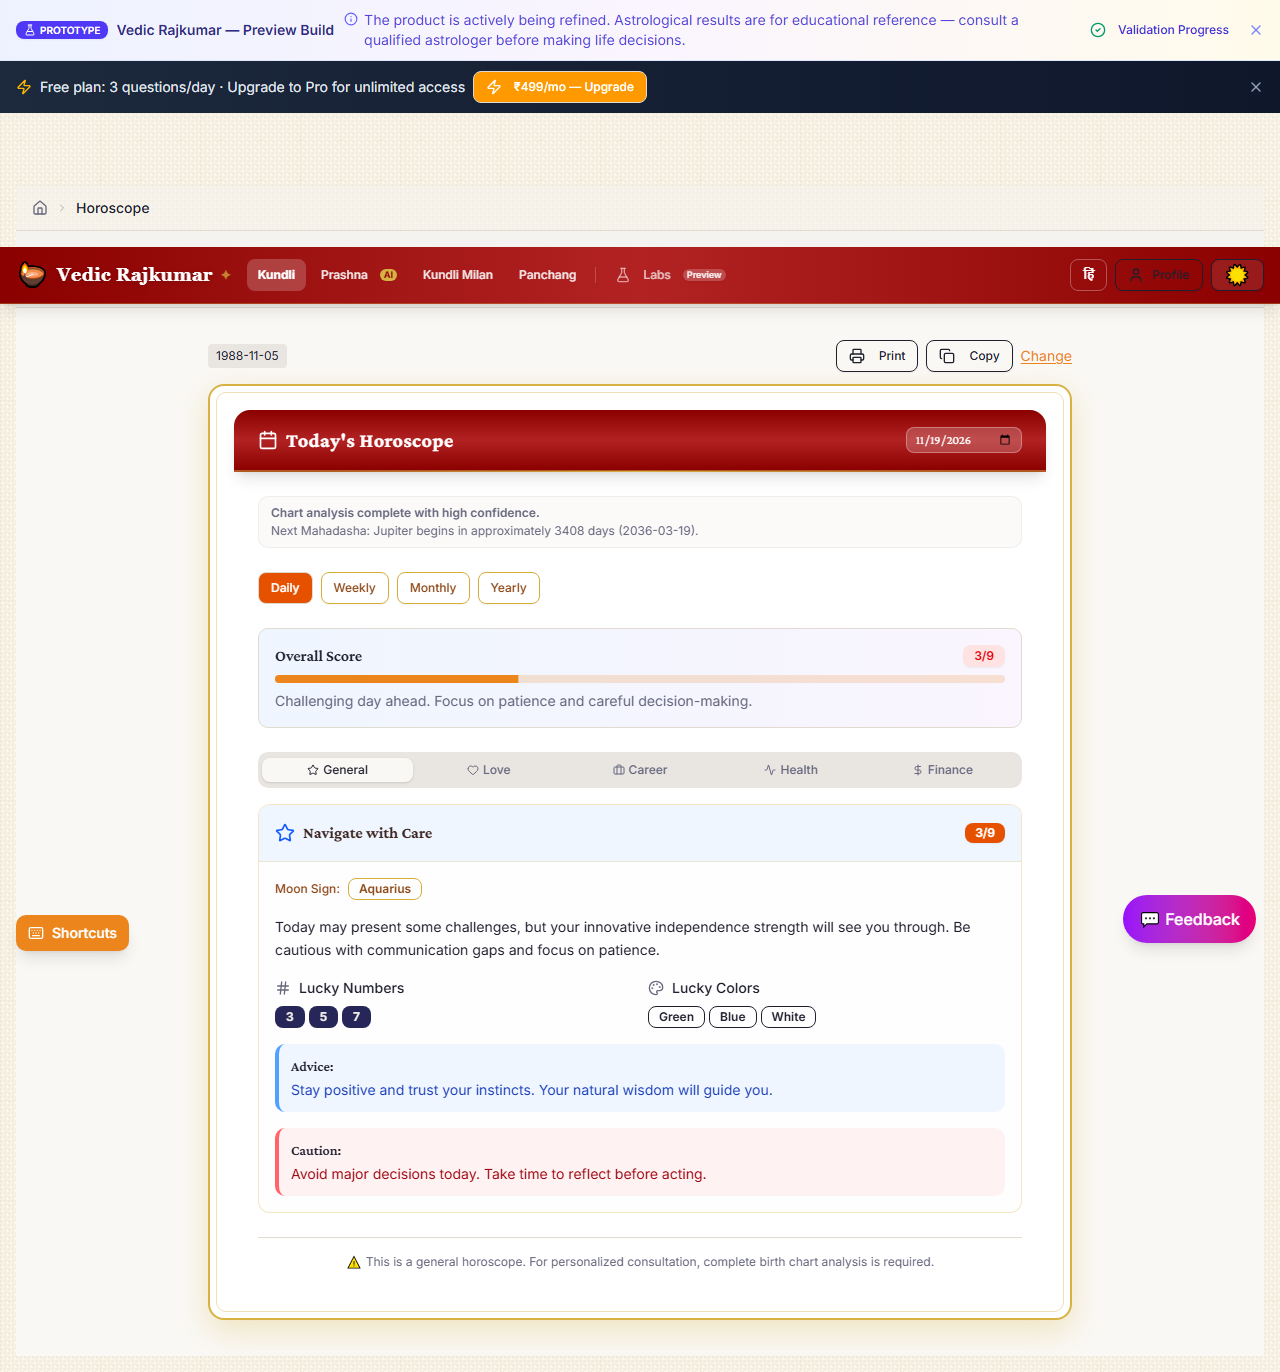 PROTOTYPE Vedic Rajkumar — Preview Build
The product is actively being refined. Astrological results are for educational reference — consult a
qualified astrologer before making life decisions.
Validation Progress
Free plan: 3 questions/day · Upgrade to Pro for unlimited access
₹499/mo — Upgrade
Horoscope
Vedic Rajkumar
Kundli
Prashna AI
Kundli Milan
Panchang
Labs Preview
हि
Profile
1988-11-05
Print
Copy
Change
Today's Horoscope
11/19/2026
Chart analysis complete with high confidence.
Next Mahadasha: Jupiter begins in approximately 3408 days (2036-03-19).
Daily
Weekly
Monthly
Yearly
Overall Score
3/9
Challenging day ahead. Focus on patience and careful decision-making.
General
Love
Career
Health
Finance
Navigate with Care
3/9
Moon Sign: Aquarius
Today may present some challenges, but your innovative independence strength will see you through. Be
cautious with communication gaps and focus on patience.
Lucky Numbers
3 5 7
Lucky Colors
Green Blue White
Advice:
Stay positive and trust your instincts. Your natural wisdom will guide you.
Caution:
Avoid major decisions today. Take time to reflect before acting.
This is a general horoscope. For personalized consultation, complete birth chart analysis is required.
Shortcuts
Feedback